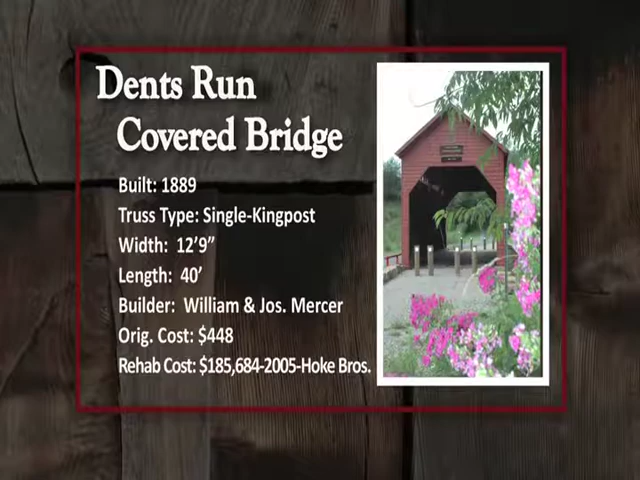 Dents Run
Covered Bridge
Built: 1889
Truss Type: Single-Kingpost
Width: 12'9"
Length: 40'
Builder: William & Jos. Mercer
Orig. Cost: $448
Rehab Cost: $185,684-2005-Hoke Bros.